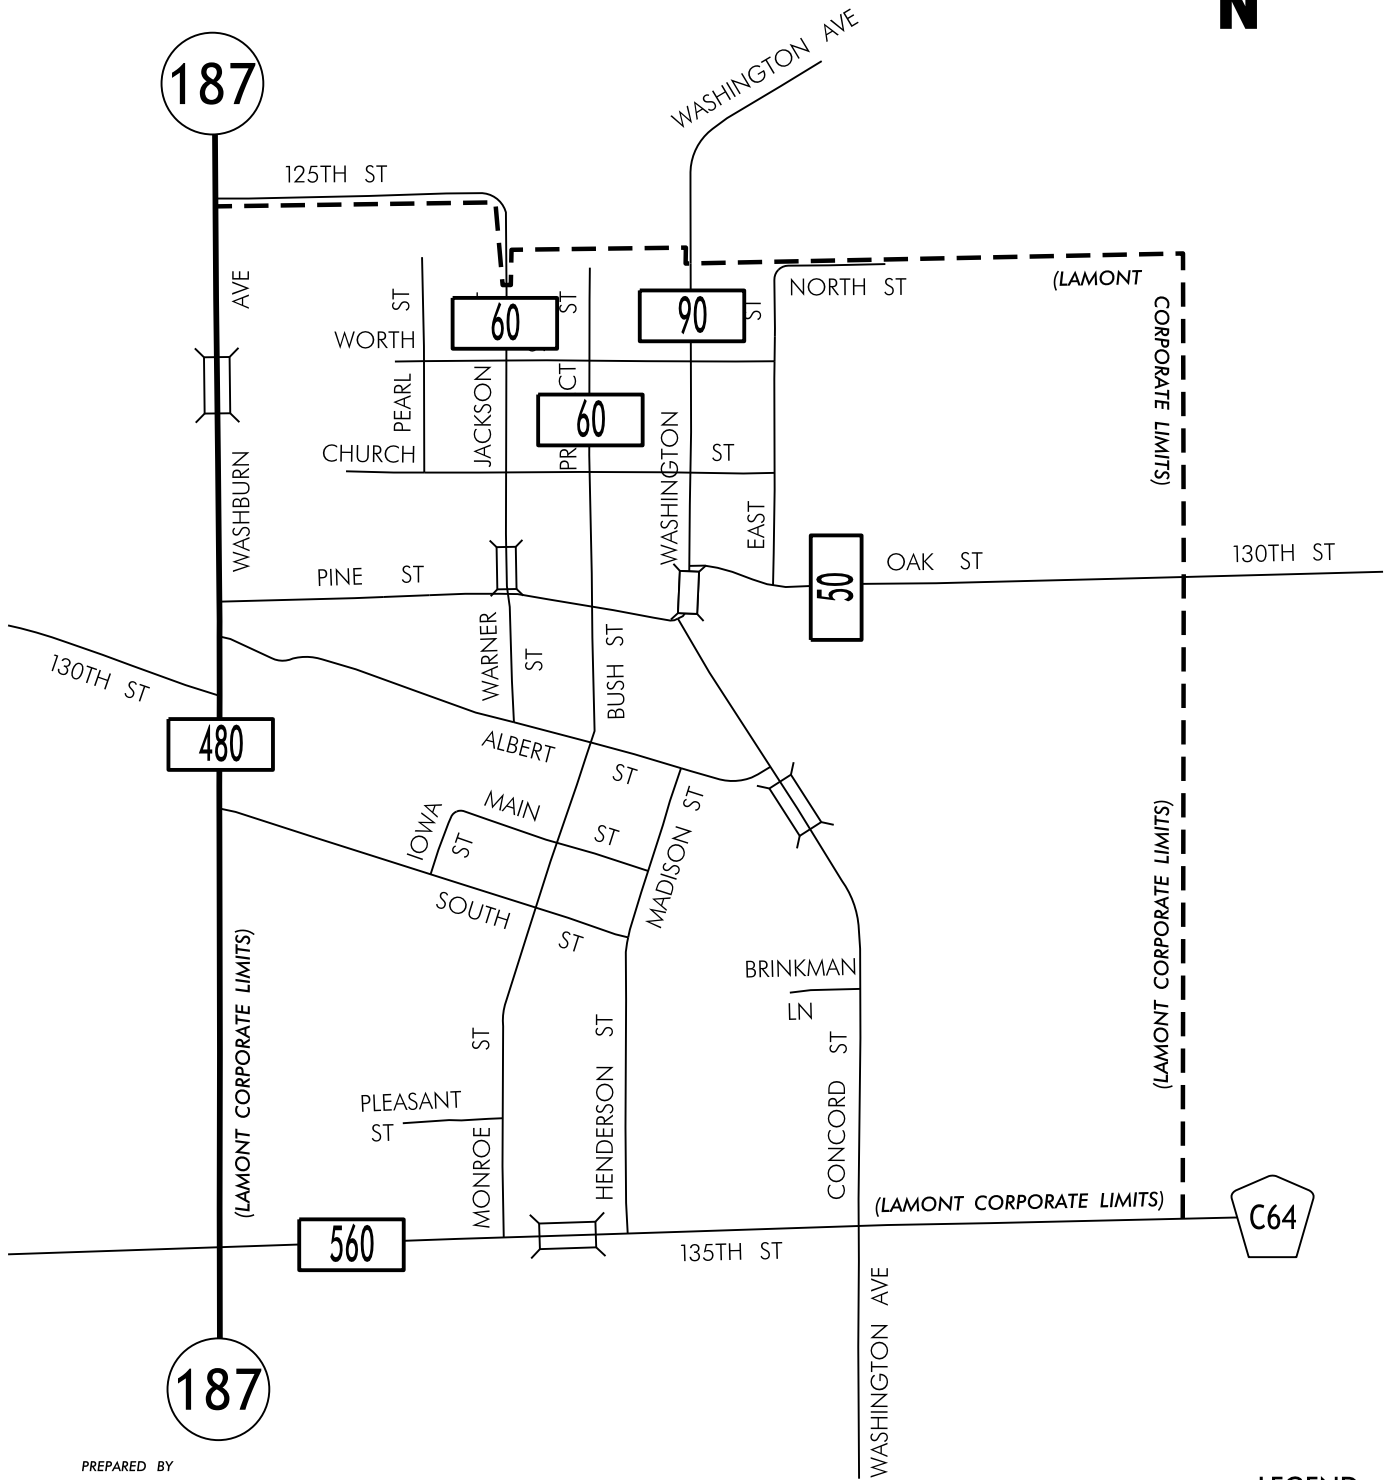 N
WASHINGTON AVE
187
125TH ST
AVE
ST
ST
ST
NORTH ST
(LAMONT
CORPORATE LIMITS)
60
90
WORTH
PEARL
JACKSON
CT
60
WASHINGTON
CHURCH
ST
WASHBURN
EAST
50
OAK ST
130TH ST
PINE ST
WARNER
ST
BUSH ST
130TH ST
480
ALBERT
ST
MAIN
ST
IOWA
ST
MADISON ST
SOUTH
ST
(LAMONT CORPORATE LIMITS)
(LAMONT CORPORATE LIMITS)
BRINKMAN
LN
CONCORD ST
MONROE ST
HENDERSON ST
PLEASANT
ST
(LAMONT CORPORATE LIMITS)
C64
560
135TH ST
WASHINGTON AVE
187
PREPARED BY
LEGEND